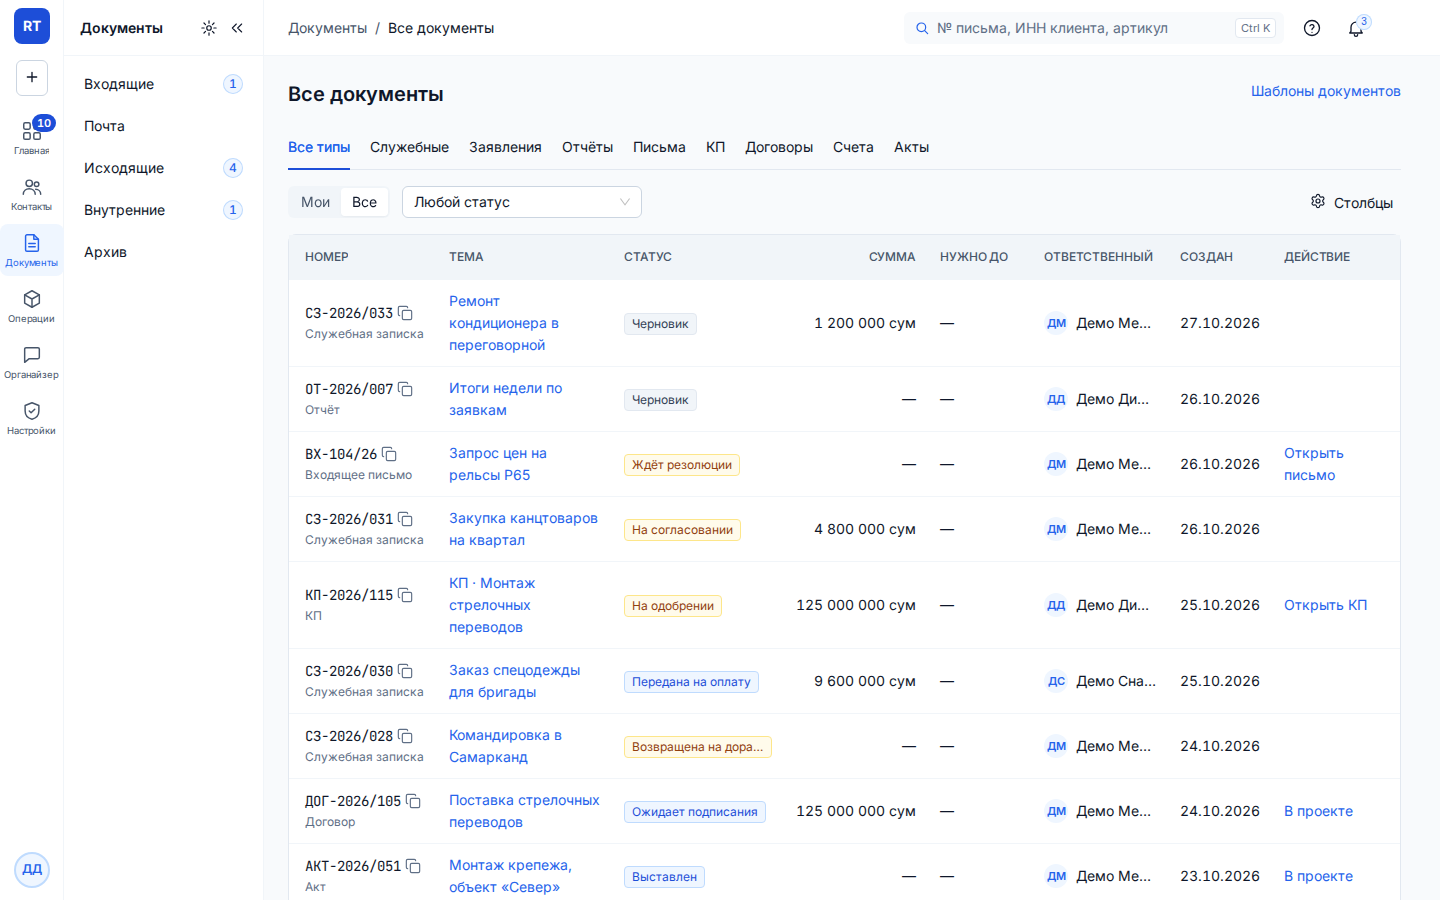 RT
Документы
Документы / Все документы
№ письма, ИНН клиента, артикул
Ctrl K
3
10
Главная
Контакты
Документы
Операции
Органайзер
Настройки
ДД
Входящие 1
Почта
Исходящие 4
Внутренние 1
Архив
Все документы
Шаблоны документов
Все типы Служебные Заявления Отчёты Письма КП Договоры Счета Акты
Мои Все Любой статус Столбцы
НОМЕР ТЕМА СТАТУС СУММА НУЖНО ДО ОТВЕТСТВЕННЫЙ СОЗДАН ДЕЙСТВИЕ
СЗ-2026/033
Служебная записка
Ремонт
кондиционера в
переговорной
Черновик
1 200 000 сум
—
ДМ Демо Ме...
27.10.2026
ОТ-2026/007
Отчёт
Итоги недели по
заявкам
Черновик
—
—
ДД Демо Ди...
26.10.2026
ВХ-104/26
Входящее письмо
Запрос цен на
рельсы Р65
Ждёт резолюции
—
—
ДМ Демо Ме...
26.10.2026
Открыть
письмо
СЗ-2026/031
Служебная записка
Закупка канцтоваров
на квартал
На согласовании
4 800 000 сум
—
ДМ Демо Ме...
26.10.2026
КП-2026/115
КП
КП · Монтаж
стрелочных
переводов
На одобрении
125 000 000 сум
—
ДД Демо Ди...
25.10.2026
Открыть КП
СЗ-2026/030
Служебная записка
Заказ спецодежды
для бригады
Передана на оплату
9 600 000 сум
—
ДС Демо Сна...
25.10.2026
СЗ-2026/028
Служебная записка
Командировка в
Самарканд
Возвращена на дора...
—
—
ДМ Демо Ме...
24.10.2026
ДОГ-2026/105
Договор
Поставка стрелочных
переводов
Ожидает подписания
125 000 000 сум
—
ДМ Демо Ме...
24.10.2026
В проекте
АКТ-2026/051
Акт
Монтаж крепежа,
объект «Север»
Выставлен
—
—
ДМ Демо Ме...
23.10.2026
В проекте